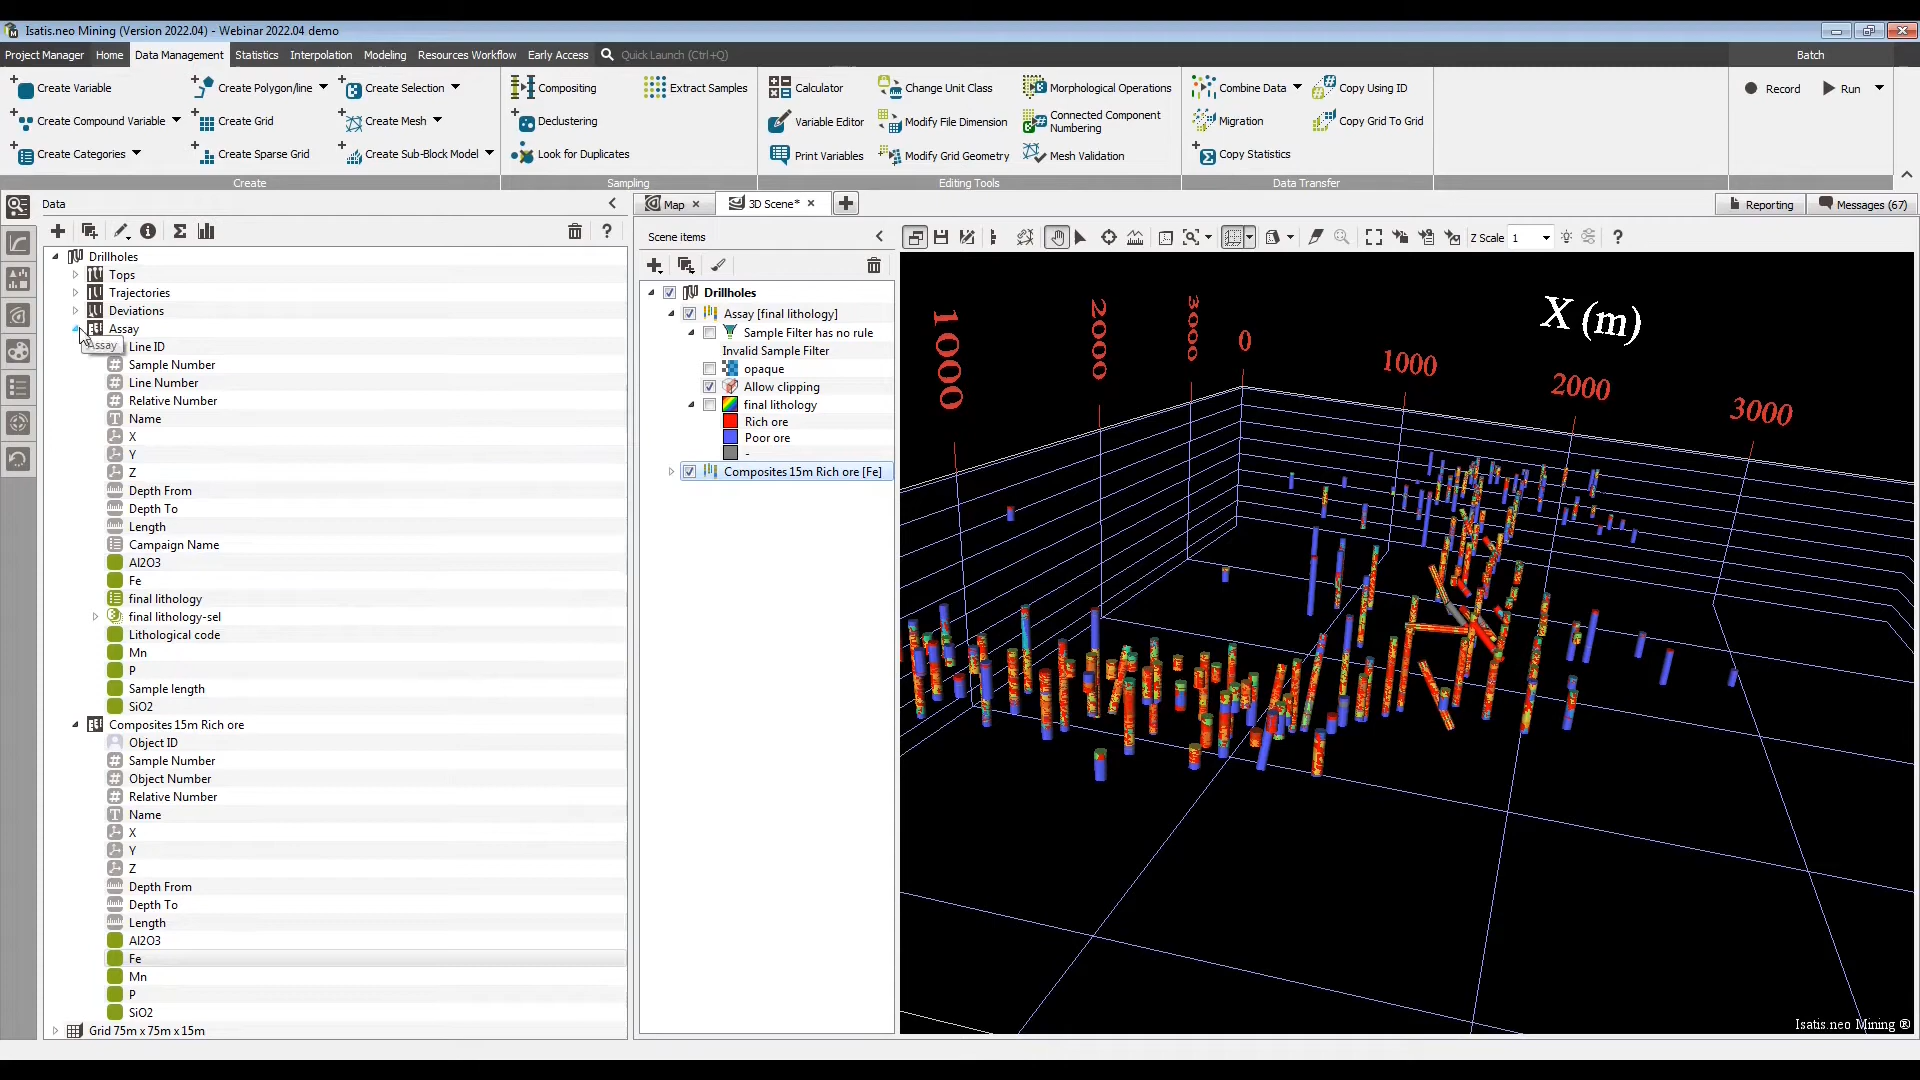 Isatis.neo Mining (Version 2022.04) - Webinar 2022.04 demo
Project Manager Home Data Management Statistics Interpolation Modeling Resources Workflow Early Access Quick Launch (Ctrl+Q) Batch
Create Variable Create Polygon/line Create Selection Compositing Extract Samples Calculator Change Unit Class Morphological Operations Combine Data Copy Using ID Record Run
Create Compound Variable Create Grid Create Mesh Declustering Variable Editor Modify File Dimension Connected Component Numbering Migration Copy Grid To Grid
Create Categories Create Sparse Grid Create Sub-Block Model Look for Duplicates Print Variables Modify Grid Geometry Mesh Validation Copy Statistics
Create Sampling Editing Tools Data Transfer
Data
Map 3D Scene* Reporting Messages (67)
Scene items
Z Scale 1
Drillholes
Tops
Trajectories
Deviations
Assay
Assay
Line ID
Sample Number
Line Number
Relative Number
Name
X
Y
Z
Depth From
Depth To
Length
Campaign Name
Al2O3
Fe
final lithology
final lithology-sel
Lithological code
Mn
P
Sample length
SiO2
Composites 15m Rich ore
Object ID
Sample Number
Object Number
Relative Number
Name
X
Y
Z
Depth From
Depth To
Length
Al2O3
Fe
Mn
P
SiO2
Grid 75m x 75m x 15m
Drillholes
Assay [final lithology]
Sample Filter has no rule
Invalid Sample Filter
opaque
Allow clipping
final lithology
Rich ore
Poor ore
-
Composites 15m Rich ore [Fe]
X (m)
1000
2000
3000
0
1000
2000
3000
Isatis.neo Mining ®